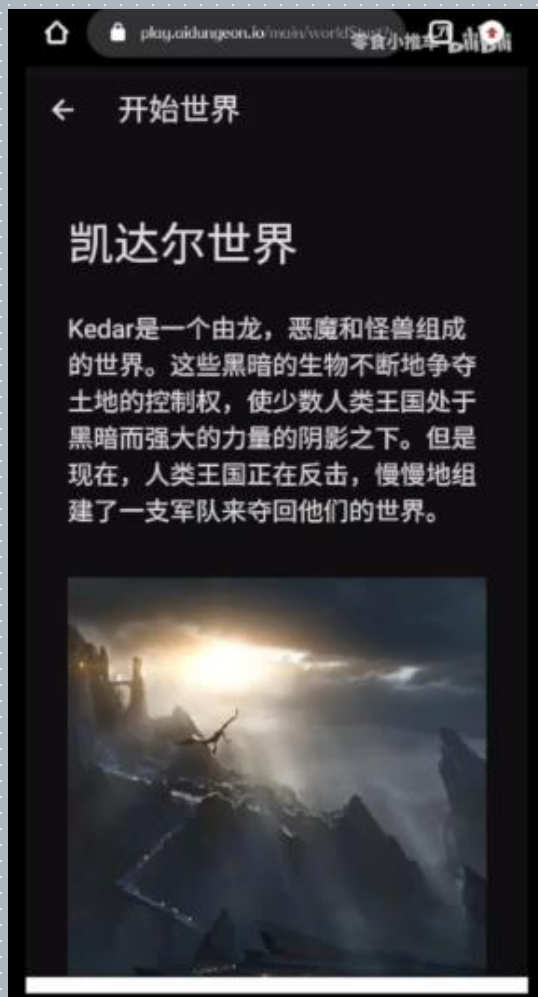 play.aidungeon.io/main/worldStart?
零食小推车 bilibili
开始世界
凯达尔世界
Kedar是一个由龙，恶魔和怪兽组成
的世界。这些黑暗的生物不断地争夺
土地的控制权，使少数人类王国处于
黑暗而强大的力量的阴影之下。但是
现在，人类王国正在反击，慢慢地组
建了一支军队来夺回他们的世界。